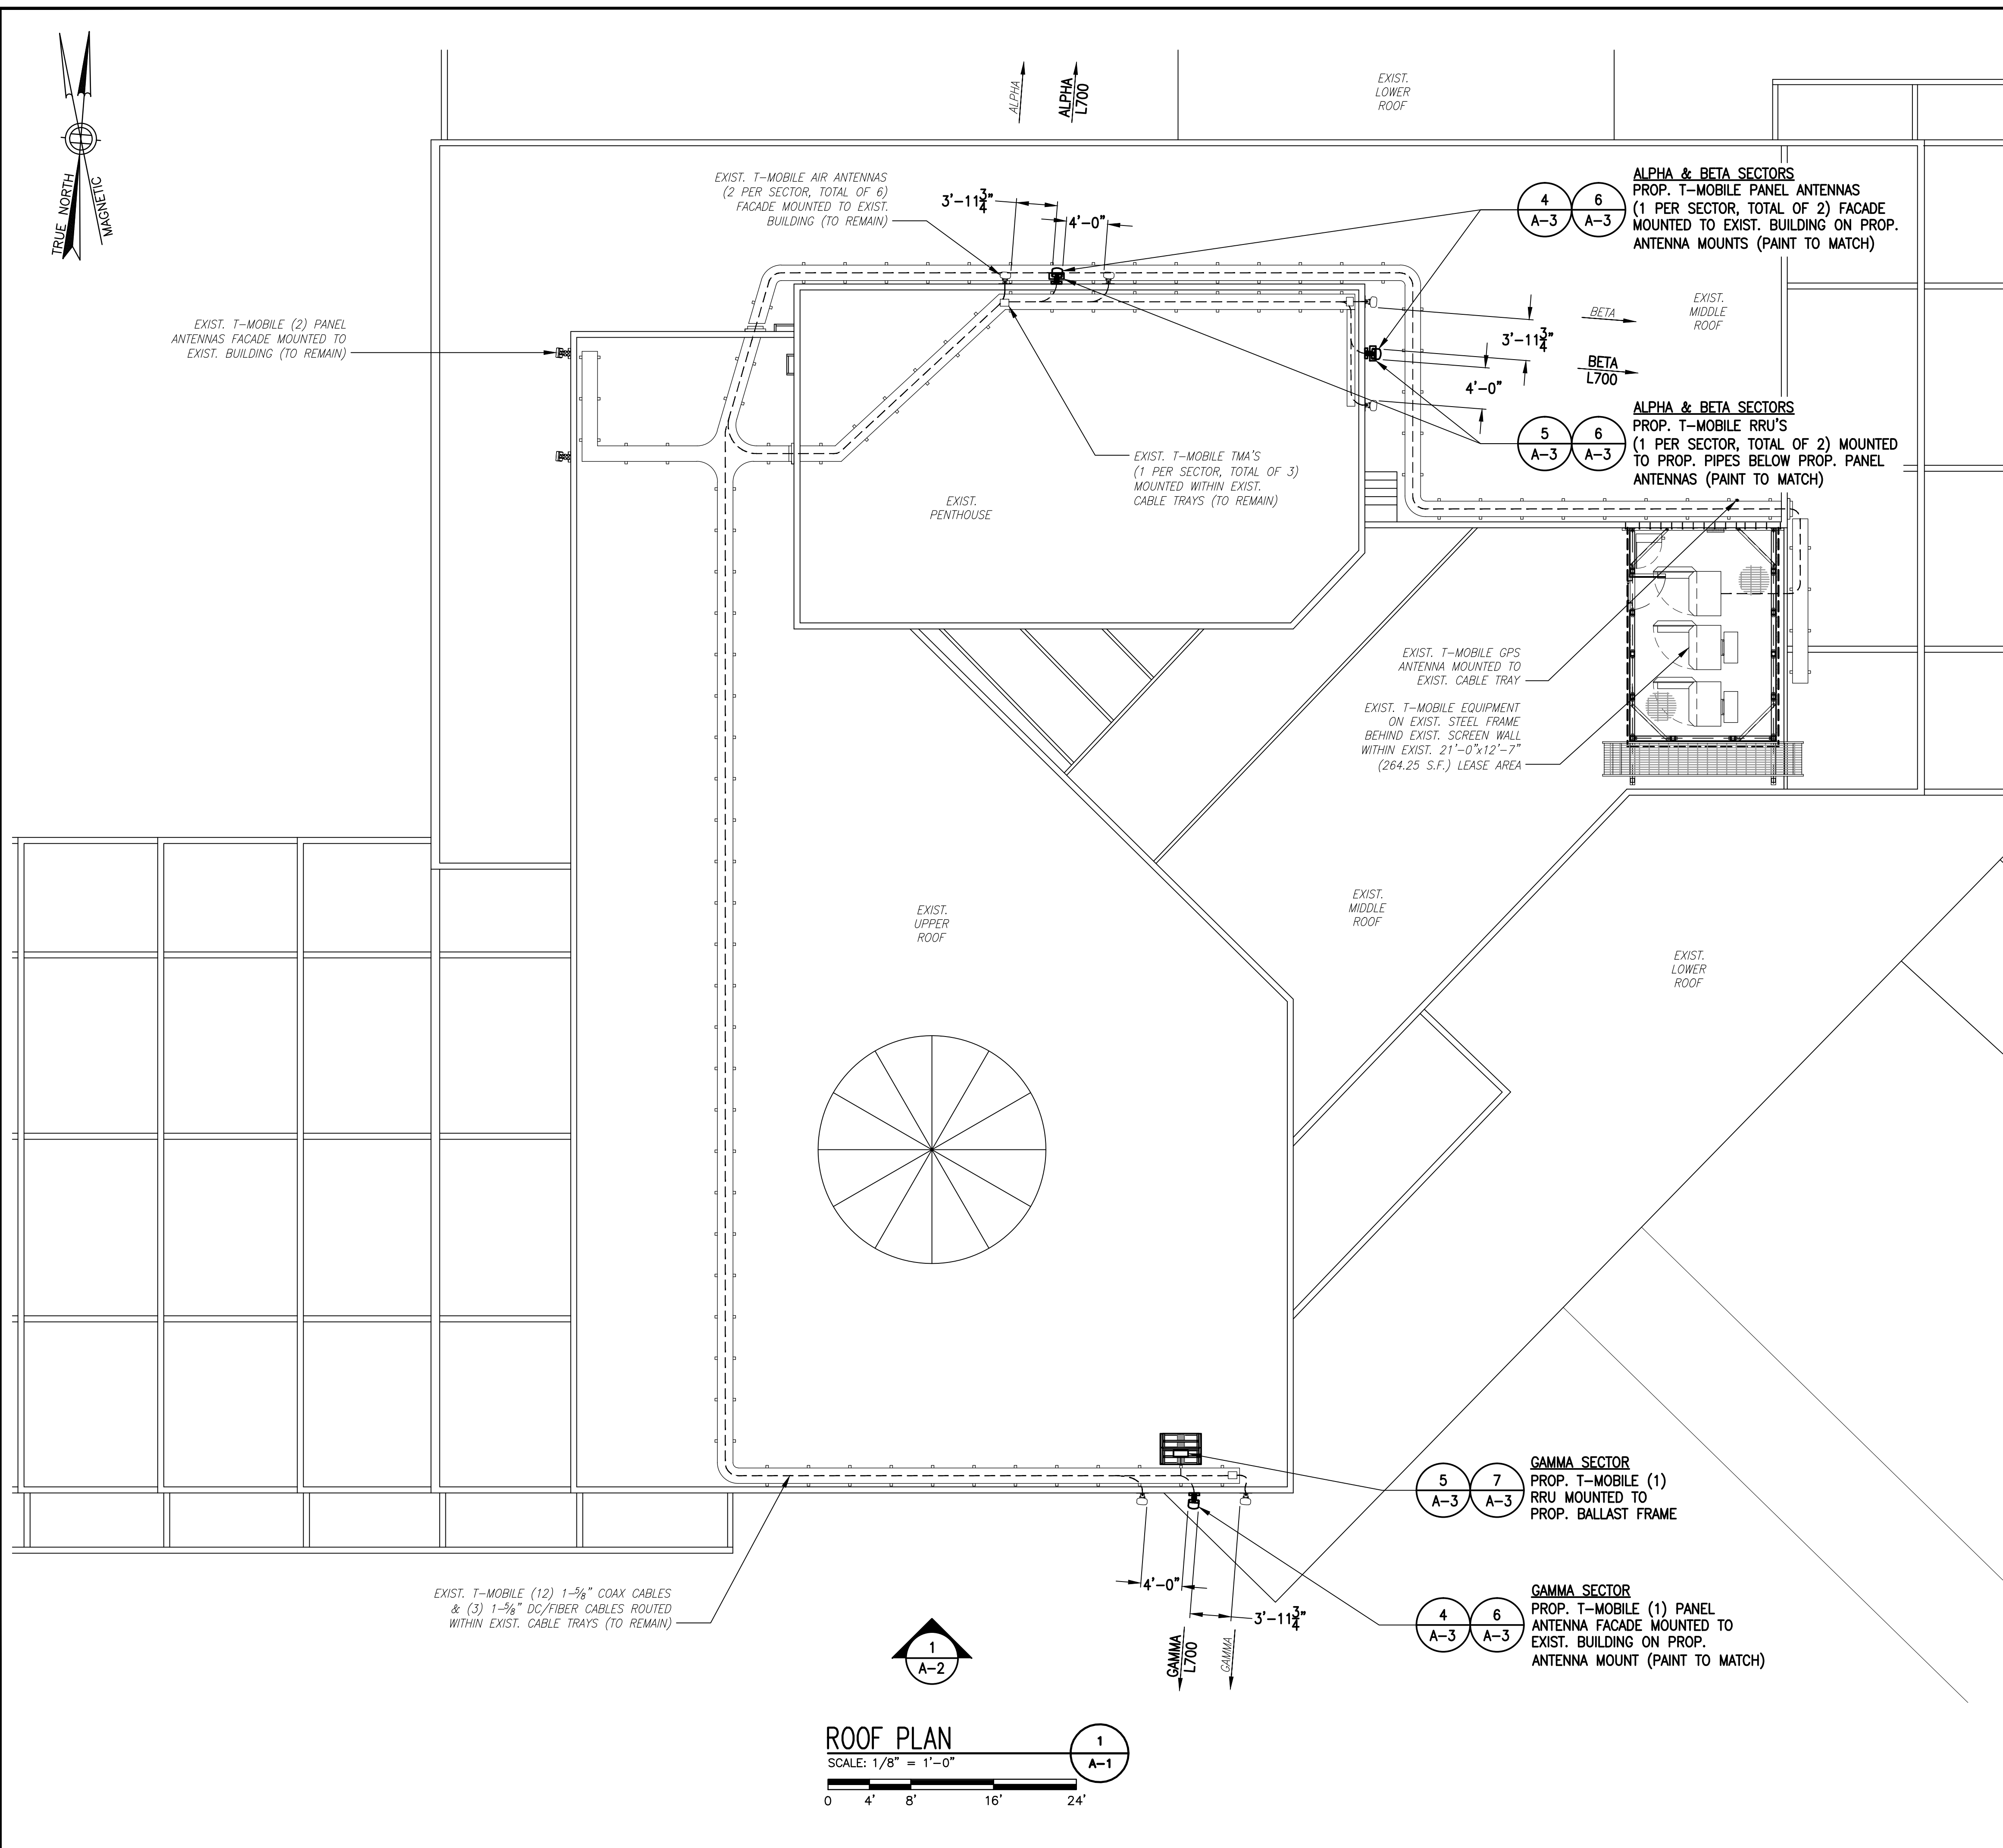 TRUE NORTH
MAGNETIC
ALPHA
ALPHA
L700
EXIST.
LOWER
ROOF
EXIST. T-MOBILE AIR ANTENNAS
(2 PER SECTOR, TOTAL OF 6)
FACADE MOUNTED TO EXIST.
BUILDING (TO REMAIN)
3'-11 3/4"
4'-0"
4
A-3
6
A-3
ALPHA & BETA SECTORS
PROP. T-MOBILE PANEL ANTENNAS
(1 PER SECTOR, TOTAL OF 2) FACADE
MOUNTED TO EXIST. BUILDING ON PROP.
ANTENNA MOUNTS (PAINT TO MATCH)
EXIST. T-MOBILE (2) PANEL
ANTENNAS FACADE MOUNTED TO
EXIST. BUILDING (TO REMAIN)
BETA
EXIST.
MIDDLE
ROOF
3'-11 3/4"
BETA
L700
4'-0"
5
A-3
6
A-3
ALPHA & BETA SECTORS
PROP. T-MOBILE RRU'S
(1 PER SECTOR, TOTAL OF 2) MOUNTED
TO PROP. PIPES BELOW PROP. PANEL
ANTENNAS (PAINT TO MATCH)
EXIST. T-MOBILE TMA'S
(1 PER SECTOR, TOTAL OF 3)
MOUNTED WITHIN EXIST.
CABLE TRAYS (TO REMAIN)
EXIST.
PENTHOUSE
EXIST. T-MOBILE GPS
ANTENNA MOUNTED TO
EXIST. CABLE TRAY
EXIST. T-MOBILE EQUIPMENT
ON EXIST. STEEL FRAME
BEHIND EXIST. SCREEN WALL
WITHIN EXIST. 21'-0"x12'-7"
(264.25 S.F.) LEASE AREA
EXIST.
UPPER
ROOF
EXIST.
MIDDLE
ROOF
EXIST.
LOWER
ROOF
5
A-3
7
A-3
GAMMA SECTOR
PROP. T-MOBILE (1)
RRU MOUNTED TO
PROP. BALLAST FRAME
EXIST. T-MOBILE (12) 1-5/8" COAX CABLES
& (3) 1-5/8" DC/FIBER CABLES ROUTED
WITHIN EXIST. CABLE TRAYS (TO REMAIN)
4'-0"
3'-11 3/4"
GAMMA
L700
GAMMA
4
A-3
6
A-3
GAMMA SECTOR
PROP. T-MOBILE (1) PANEL
ANTENNA FACADE MOUNTED TO
EXIST. BUILDING ON PROP.
ANTENNA MOUNT (PAINT TO MATCH)
1
A-2
ROOF PLAN
SCALE: 1/8" = 1'-0"
1
A-1
0 4' 8' 16' 24'